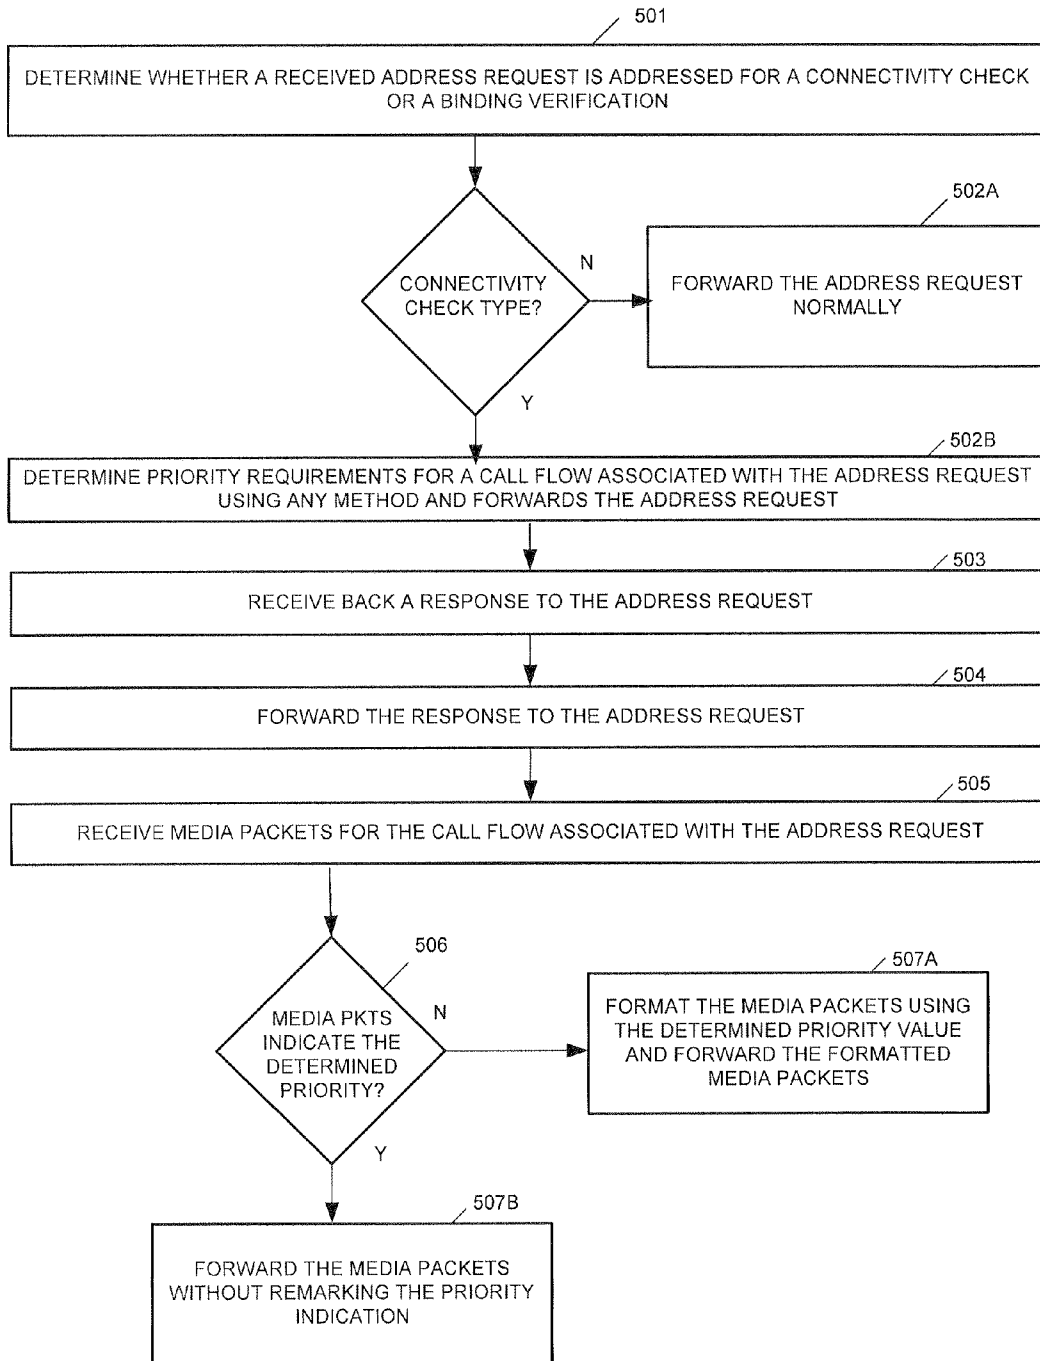 501
DETERMINE WHETHER A RECEIVED ADDRESS REQUEST IS ADDRESSED FOR A CONNECTIVITY CHECK
OR A BINDING VERIFICATION
502A
CONNECTIVITY
CHECK TYPE?
N
FORWARD THE ADDRESS REQUEST
NORMALLY
Y
502B
DETERMINE PRIORITY REQUIREMENTS FOR A CALL FLOW ASSOCIATED WITH THE ADDRESS REQUEST
USING ANY METHOD AND FORWARDS THE ADDRESS REQUEST
503
RECEIVE BACK A RESPONSE TO THE ADDRESS REQUEST
504
FORWARD THE RESPONSE TO THE ADDRESS REQUEST
505
RECEIVE MEDIA PACKETS FOR THE CALL FLOW ASSOCIATED WITH THE ADDRESS REQUEST
506
MEDIA PKTS
INDICATE THE
DETERMINED
PRIORITY?
N
507A
FORMAT THE MEDIA PACKETS USING
THE DETERMINED PRIORITY VALUE
AND FORWARD THE FORMATTED
MEDIA PACKETS
Y
507B
FORWARD THE MEDIA PACKETS
WITHOUT REMARKING THE PRIORITY
INDICATION